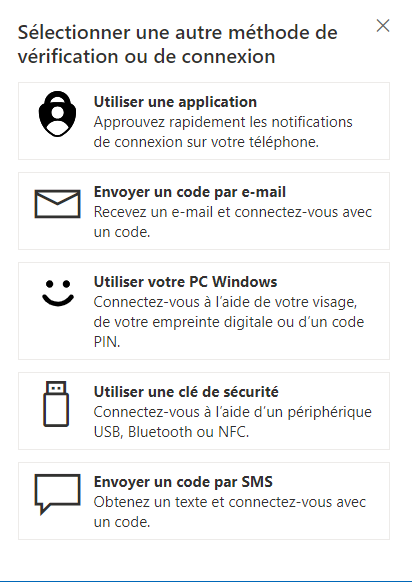 Sélectionner une autre méthode de
vérification ou de connexion
Utiliser une application
Approuvez rapidement les notifications
de connexion sur votre téléphone.
Envoyer un code par e-mail
Recevez un e-mail et connectez-vous avec
un code.
Utiliser votre PC Windows
Connectez-vous à l’aide de votre visage,
de votre empreinte digitale ou d’un code
PIN.
Utiliser une clé de sécurité
Connectez-vous à l’aide d’un périphérique
USB, Bluetooth ou NFC.
Envoyer un code par SMS
Obtenez un texte et connectez-vous avec
un code.